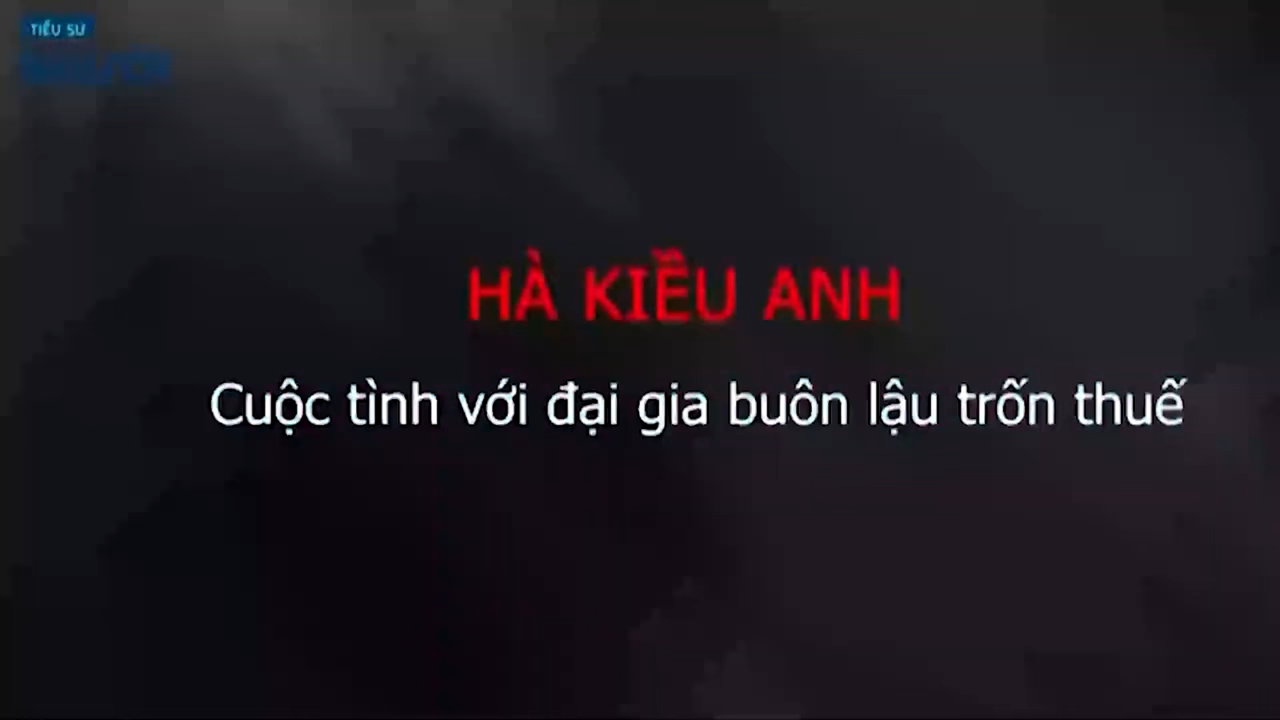 TIỂU SỬ
HÀ KIỀU ANH
Cuộc tình với đại gia buôn lậu trốn thuế